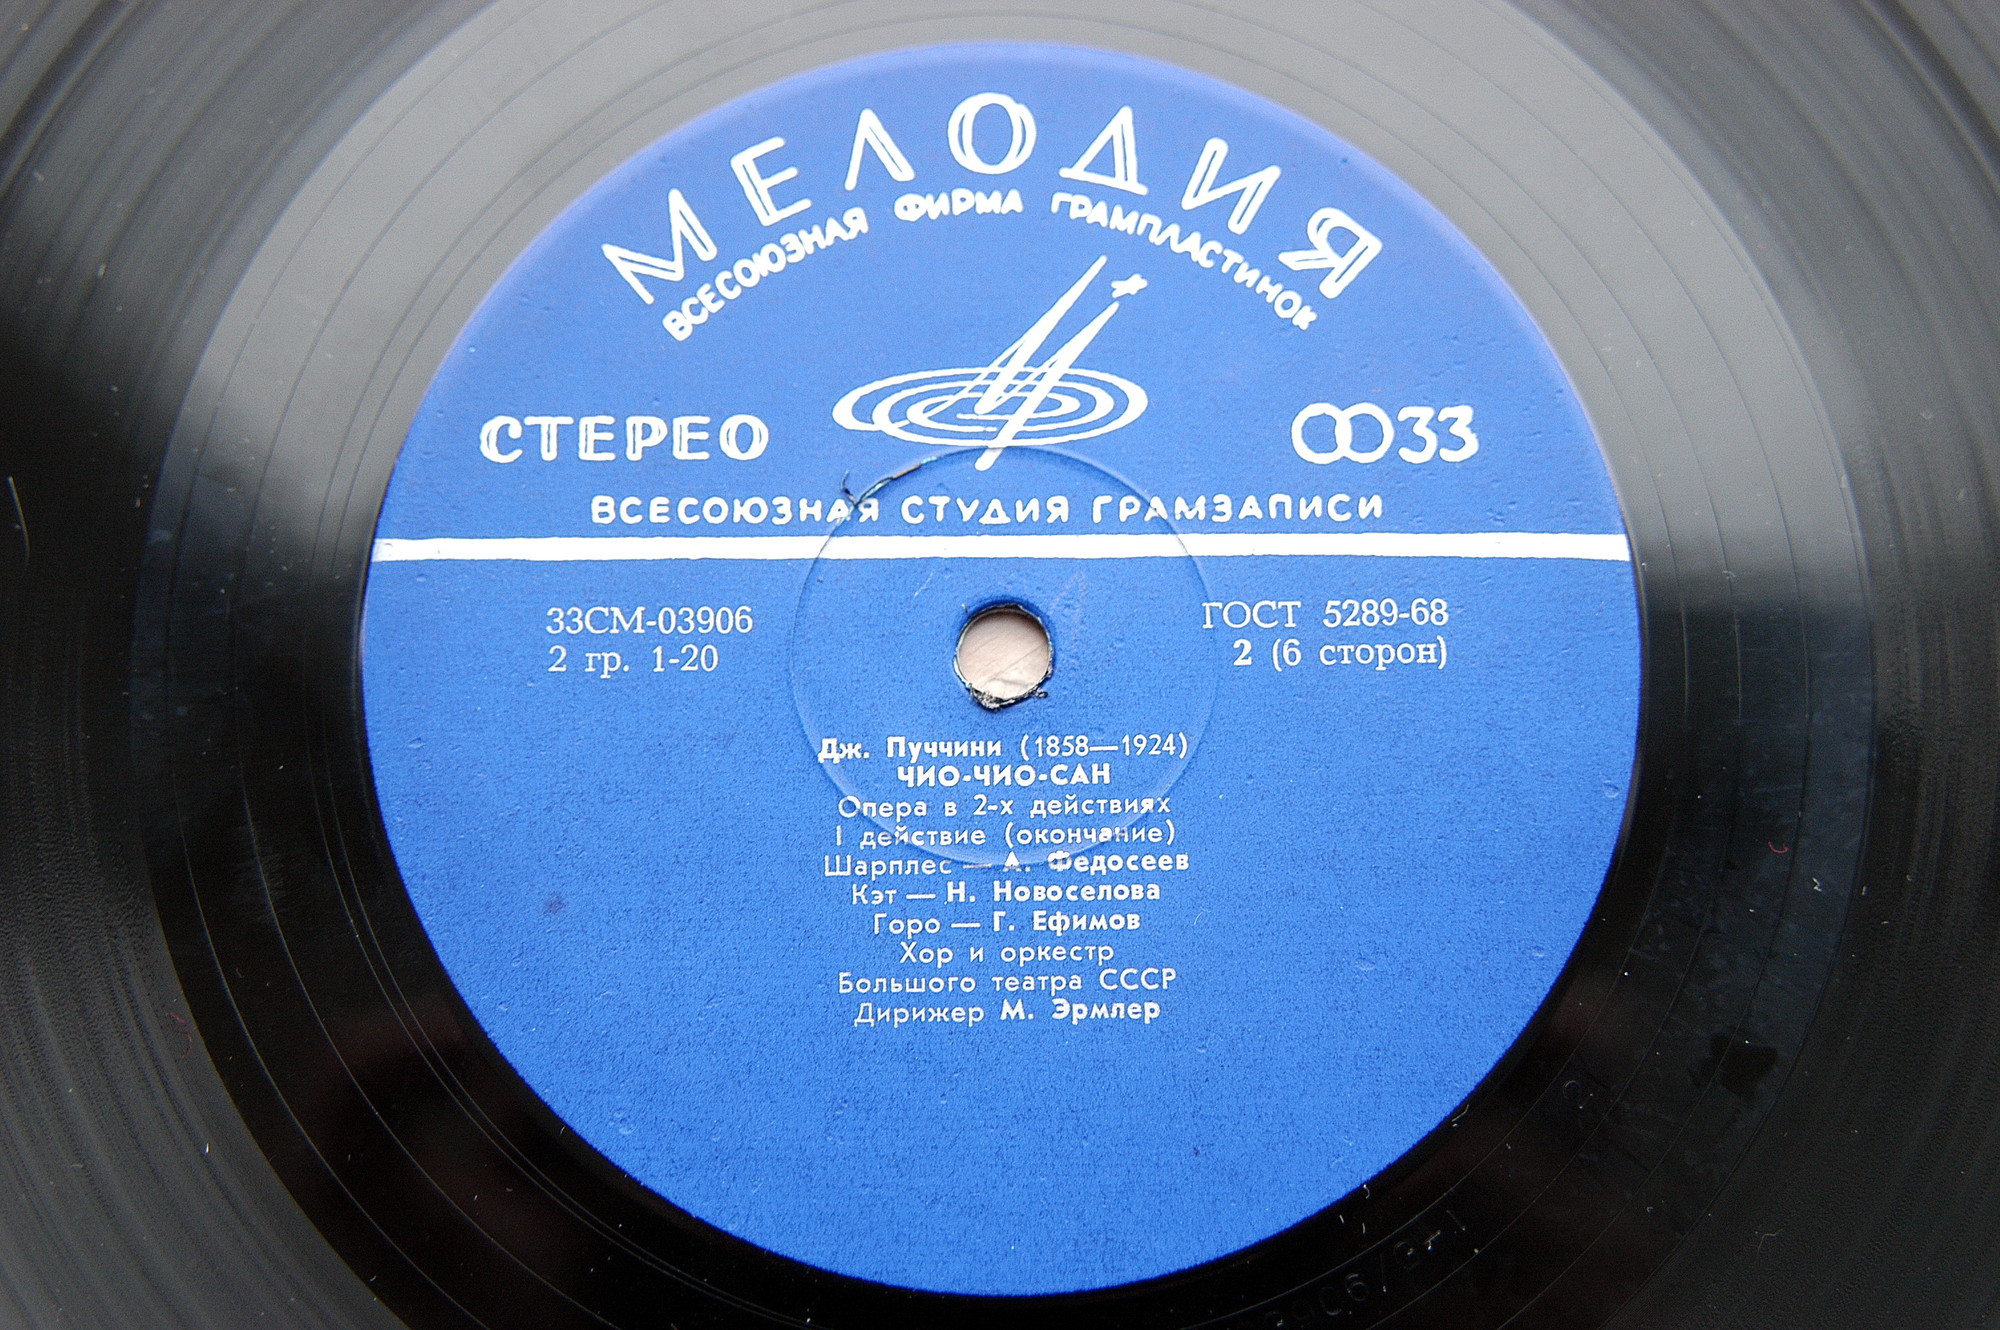 МЕЛОДИЯ
ВСЕСОЮЗНАЯ ФИРМА ГРАМПЛАСТИНОК
СТЕРЕО
33
ВСЕСОЮЗНАЯ СТУДИЯ ГРАМЗАПИСИ
33СМ-03906
2 гр. 1-20
ГОСТ 5289-68
2 (6 сторон)
Дж. Пуччини (1858—1924)
ЧИО-ЧИО-САН
Опера в 2-х действиях
I действие (окончание)
Шарплес — А. Федосеев
Кэт — Н. Новоселова
Горо — Г. Ефимов
Хор и оркестр
Большого театра СССР
Дирижер М. Эрмлер